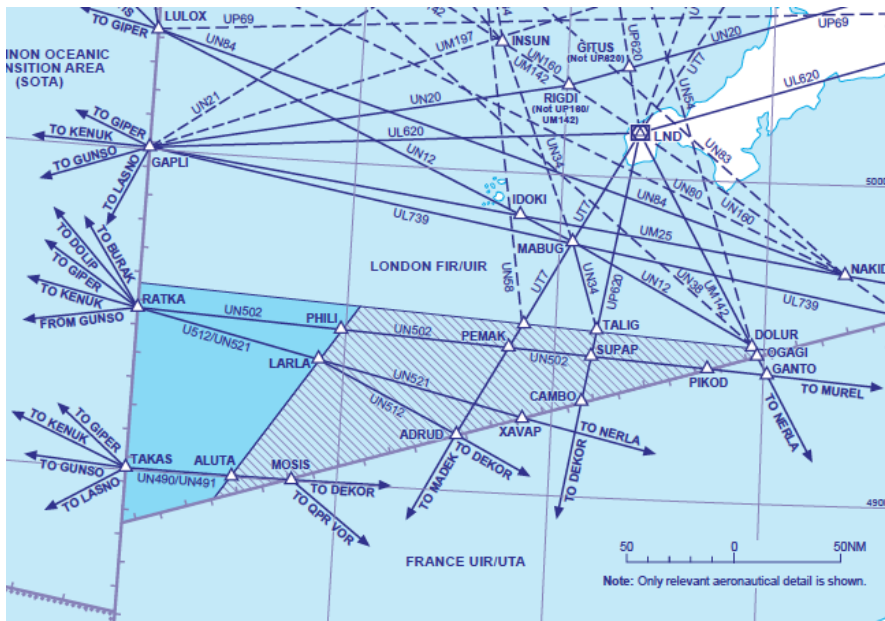 LULOX
TO GIPER
UN84
UM197
INSUN
UN160
UM142
GITUS
(Not UP620)
UP620
UT7
UN20
UP69
UP69
NNON OCEANIC
NSITION AREA
(SOTA)
UN21
UN20
RIGDI
(Not UP160/
UM142)
UN54
UL620
TO GIPER
TO KENUK
TO GUNSO
TO LASNO
GAPLI
UL620
UN12
UN34
LND
UN83
5000
UN80
UN84
UN160
UL739
IDOKI
UT7
UM25
MABUG
NAKID
TO BURAK
TO DOLIP
TO GIPER
TO KENUK
FROM GUNSO
RATKA
LONDON FIR/UIR
UN58
UT7
UN34
UP620
UN12
UN38
UM142
UL739
UN502
PHILI
UN502
PEMAK
TALIG
DOLUR
OGAGI
U512/UN521
LARLA
UN502
SUPAP
PIKOD
GANTO
TO MUREL
UN521
UN512
CAMBO
TO NERLA
ADRUD
XAVAP
TO NERLA
TO GIPER
TO KENUK
TO GUNSO
TO LASNO
TAKAS
ALUTA
MOSIS
UN490/UN491
TO DEKOR
TO QPR VOR
TO MADEK
TO DEKOR
TO DEKOR
4900
FRANCE UIR/UTA
50 0 50NM
Note: Only relevant aeronautical detail is shown.